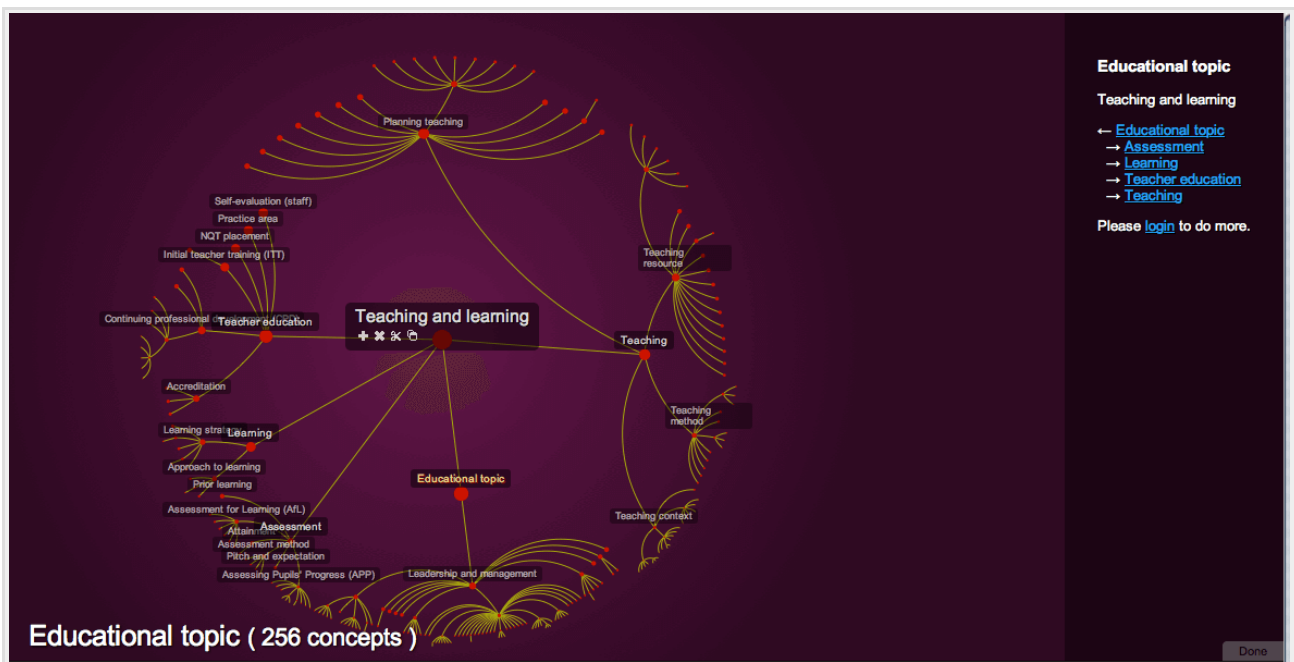 Planning teaching
Self-evaluation (staff)
Practice area
NQT placement
Initial teacher training (ITT)
Teaching
resource
Teaching and learning
Continuing professional
Teacher education
Teaching
Accreditation
Teaching
method
Learning
Approach to learning
Prior learning
Educational topic
Assessment for Learning (AfL)
Assessment
Teaching context
Assessment method
Pitch and expectation
Assessing Pupils' Progress (APP)
Leadership and management
Educational topic ( 256 concepts )
Educational topic
Teaching and learning
← Educational topic
→ Assessment
→ Learning
→ Teacher education
→ Teaching
Please login to do more.
Done